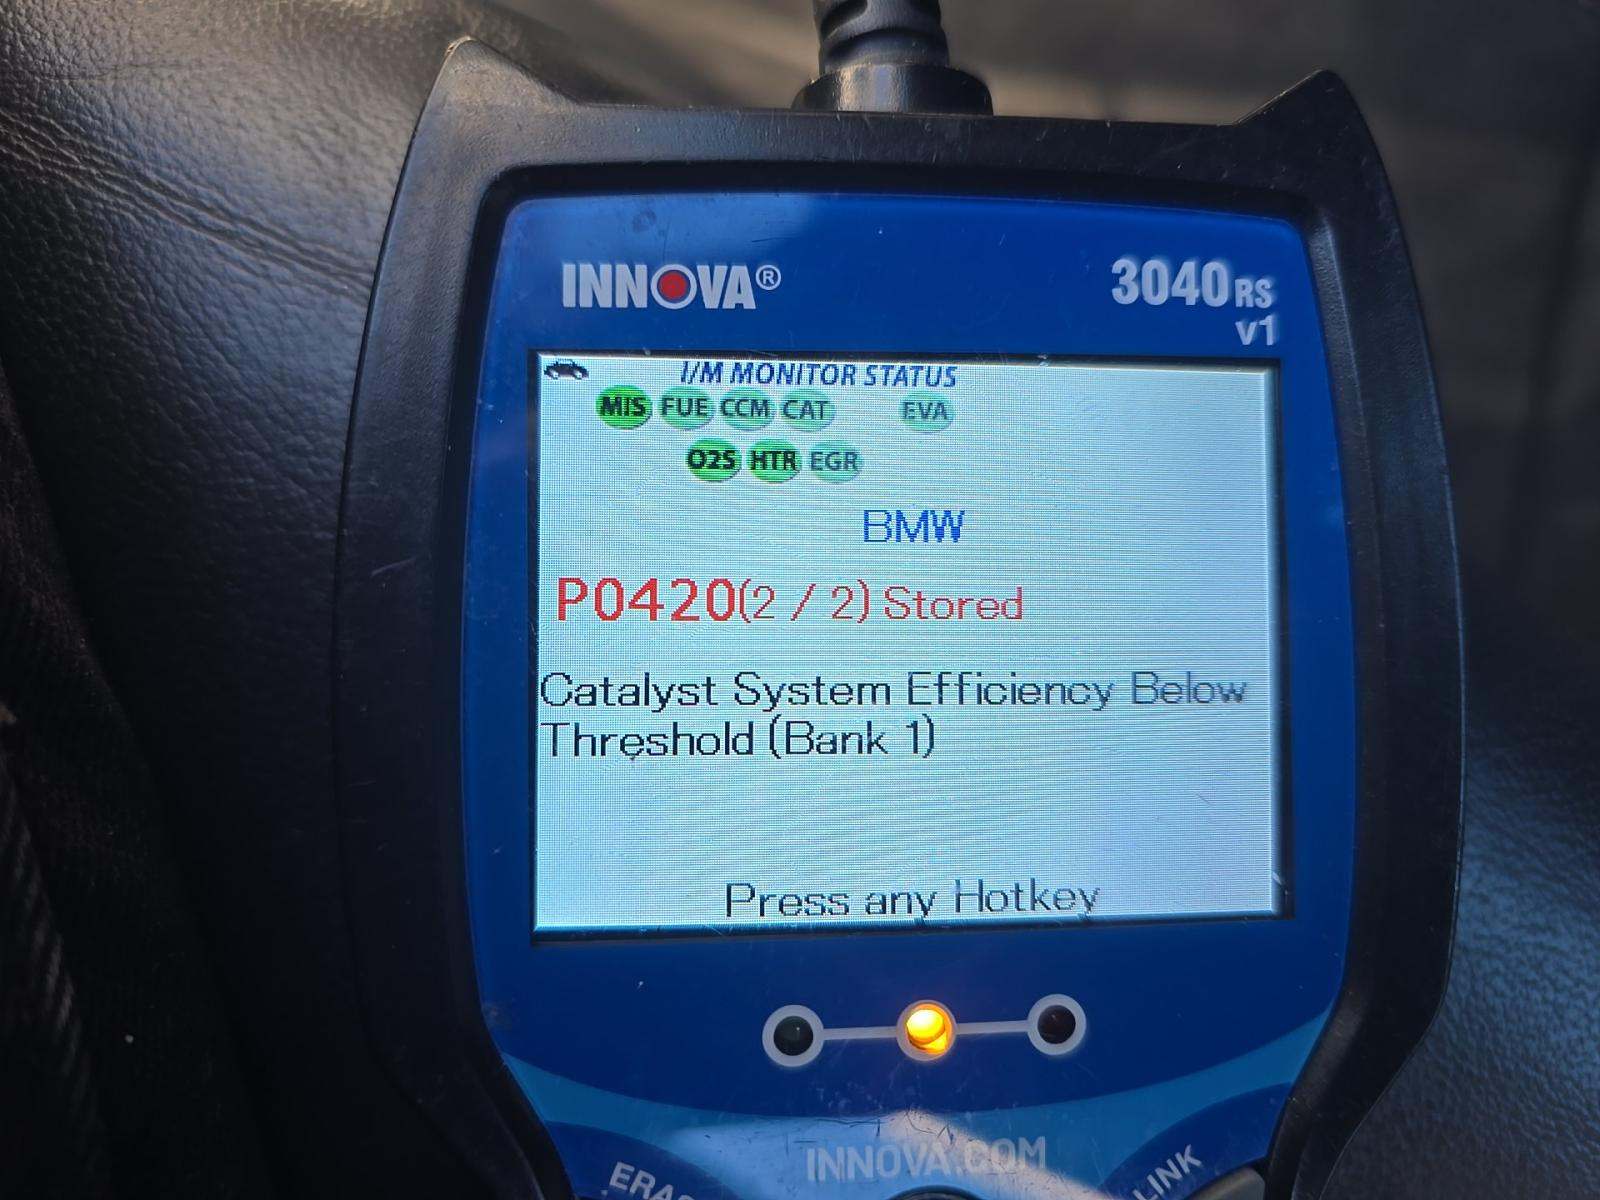 INNOVA®
3040RS
v1
I/M MONITOR STATUS
MIS FUE CCM CAT EVA
O2S HTR EGR
BMW
P0420(2 / 2) Stored
Catalyst System Efficiency Below
Threshold (Bank 1)
Press any Hotkey
INNOVA.COM
ERAS
LINK